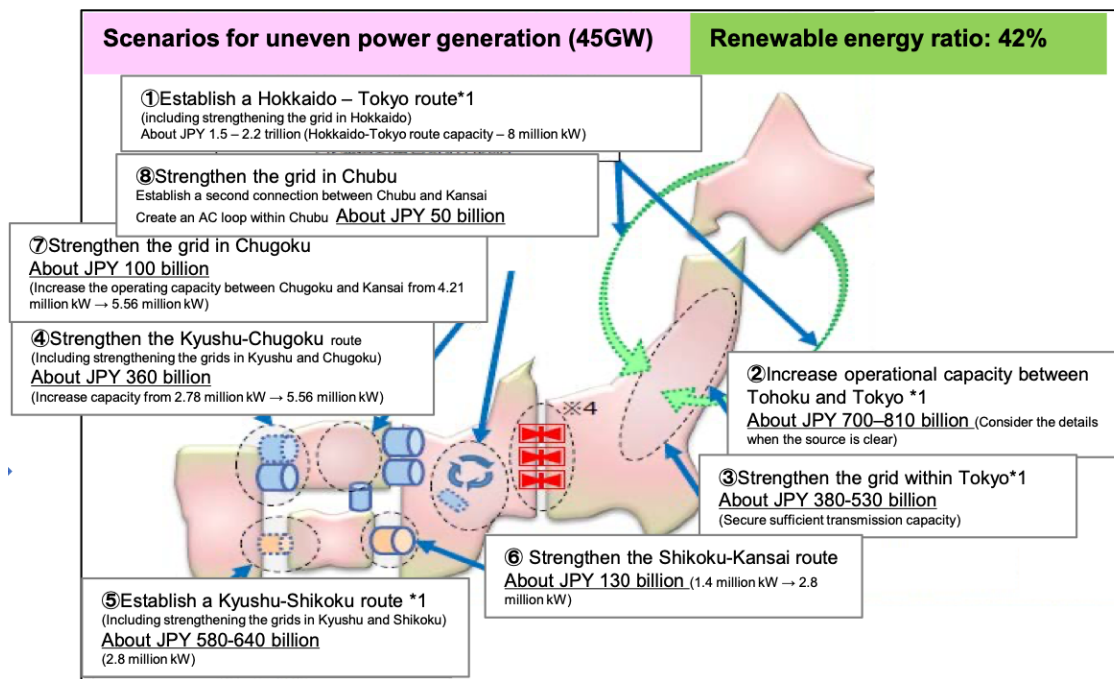 Scenarios for uneven power generation (45GW)
Renewable energy ratio: 42%
①Establish a Hokkaido – Tokyo route*1
(including strengthening the grid in Hokkaido)
About JPY 1.5 – 2.2 trillion (Hokkaido-Tokyo route capacity – 8 million kW)
⑧Strengthen the grid in Chubu
Establish a second connection between Chubu and Kansai
Create an AC loop within Chubu About JPY 50 billion
⑦Strengthen the grid in Chugoku
About JPY 100 billion
(Increase the operating capacity between Chugoku and Kansai from 4.21
million kW → 5.56 million kW)
④Strengthen the Kyushu-Chugoku route
(Including strengthening the grids in Kyushu and Chugoku)
About JPY 360 billion
(Increase capacity from 2.78 million kW → 5.56 million kW)
※4
②Increase operational capacity between
Tohoku and Tokyo *1
About JPY 700–810 billion (Consider the details
when the source is clear)
③Strengthen the grid within Tokyo*1
About JPY 380-530 billion
(Secure sufficient transmission capacity)
⑥ Strengthen the Shikoku-Kansai route
About JPY 130 billion (1.4 million kW → 2.8
million kW)
⑤Establish a Kyushu-Shikoku route *1
(Including strengthening the grids in Kyushu and Shikoku)
About JPY 580-640 billion
(2.8 million kW)